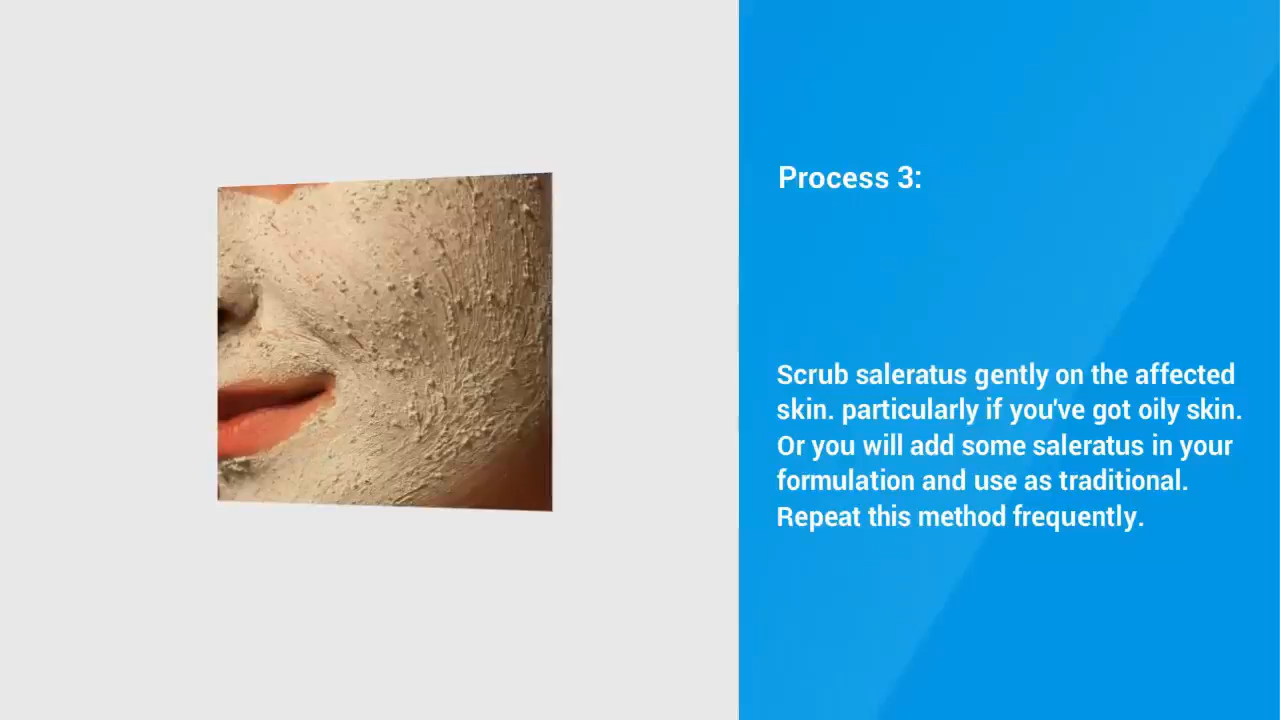 Process 3:
Scrub saleratus gently on the affected
skin. particularly if you've got oily skin.
Or you will add some saleratus in your
formulation and use as traditional.
Repeat this method frequently.